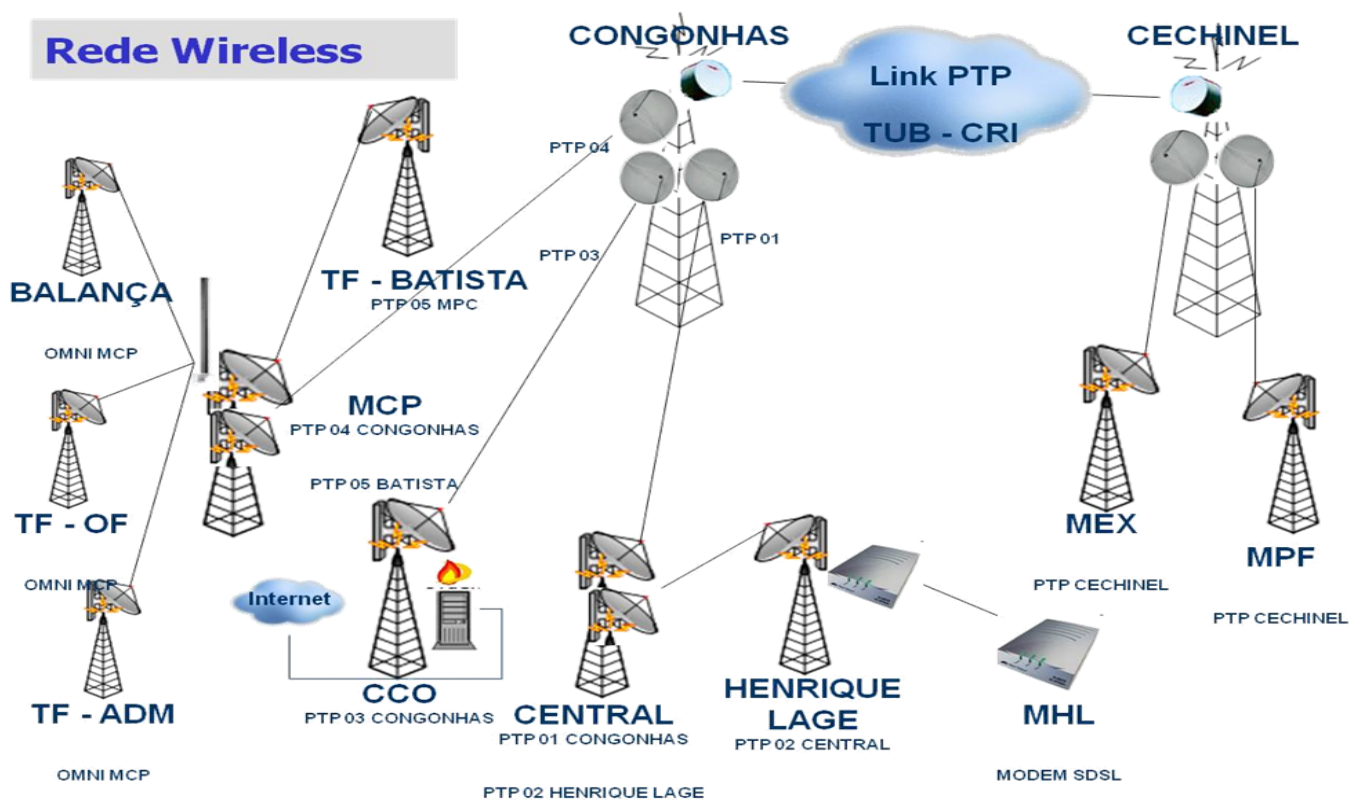 Rede Wireless
CONGONHAS
CECHINEL
Link PTP
TUB - CRI
PTP 04
PTP 03
PTP 01
BALANÇA
OMNI MCP
TF - BATISTA
PTP 05 MPC
MCP
PTP 04 CONGONHAS
PTP 05 BATISTA
TF - OF
OMNI MCP
TF - ADM
OMNI MCP
Internet
CCO
PTP 03 CONGONHAS
CENTRAL
PTP 01 CONGONHAS
PTP 02 HENRIQUE LAGE
HENRIQUE
LAGE
PTP 02 CENTRAL
MHL
MODEM SDSL
MEX
PTP CECHINEL
MPF
PTP CECHINEL